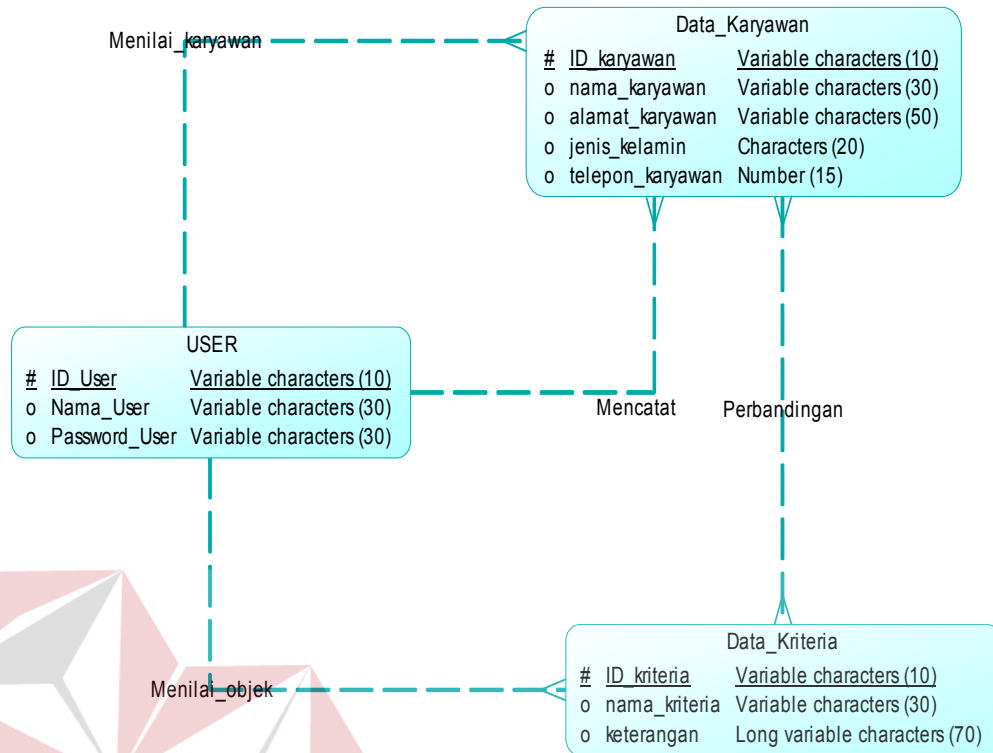 Menilai_karyawan
Data_Karyawan
# ID_karyawan Variable characters (10)
o nama_karyawan Variable characters (30)
o alamat_karyawan Variable characters (50)
o jenis_kelamin Characters (20)
o telepon_karyawan Number (15)
USER
# ID_User Variable characters (10)
o Nama_User Variable characters (30)
o Password_User Variable characters (30)
Mencatat
Perbandingan
Menilai_objek
Data_Kriteria
# ID_kriteria Variable characters (10)
o nama_kriteria Variable characters (30)
o keterangan Long variable characters (70)